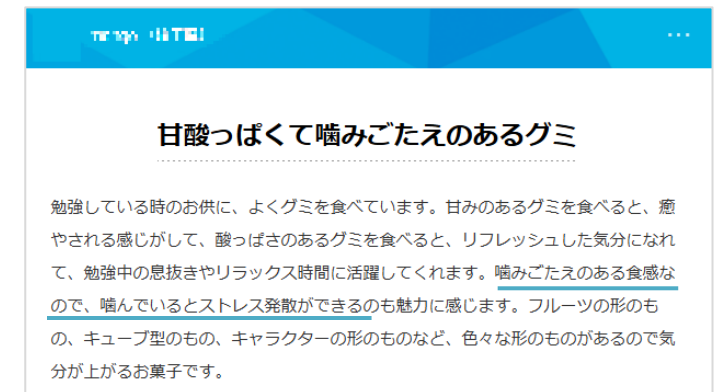 甘酸っぱくて噛みごたえのあるグミ
勉強している時のお供に、よくグミを食べています。甘みのあるグミを食べると、癒
やされる感じがして、酸っぱさのあるグミを食べると、リフレッシュした気分になれ
て、勉強中の息抜きやリラックス時間に活躍してくれます。噛みごたえのある食感な
ので、噛んでいるとストレス発散ができるのも魅力に感じます。フルーツの形のも
の、キューブ型のもの、キャラクターの形のものなど、色々な形のものがあるので気
分が上がるお菓子です。